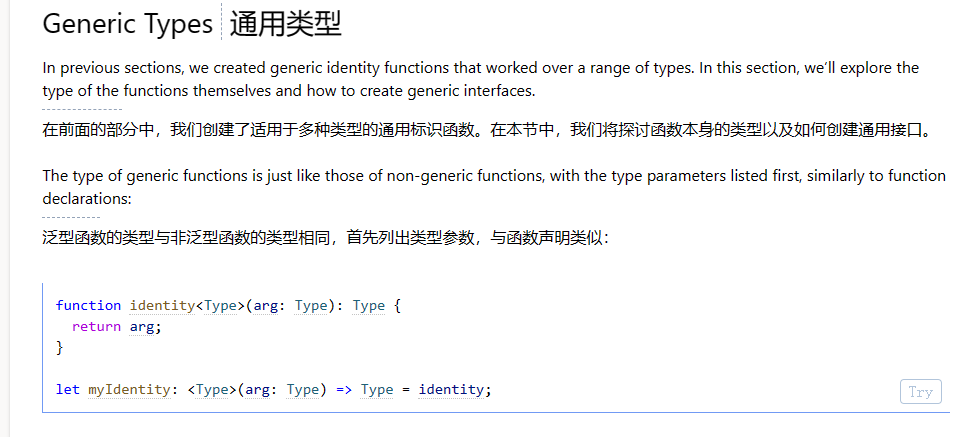 Generic Types 通用类型
In previous sections, we created generic identity functions that worked over a range of types. In this section, we'll explore the
type of the functions themselves and how to create generic interfaces.
在前面的部分中，我们创建了适用于多种类型的通用标识函数。在本节中，我们将探讨函数本身的类型以及如何创建通用接口。
The type of generic functions is just like those of non-generic functions, with the type parameters listed first, similarly to function
declarations:
泛型函数的类型与非泛型函数的类型相同，首先列出类型参数，与函数声明类似：
function identity<Type>(arg: Type): Type {
  return arg;
}
let myIdentity: <Type>(arg: Type) => Type = identity;
Try